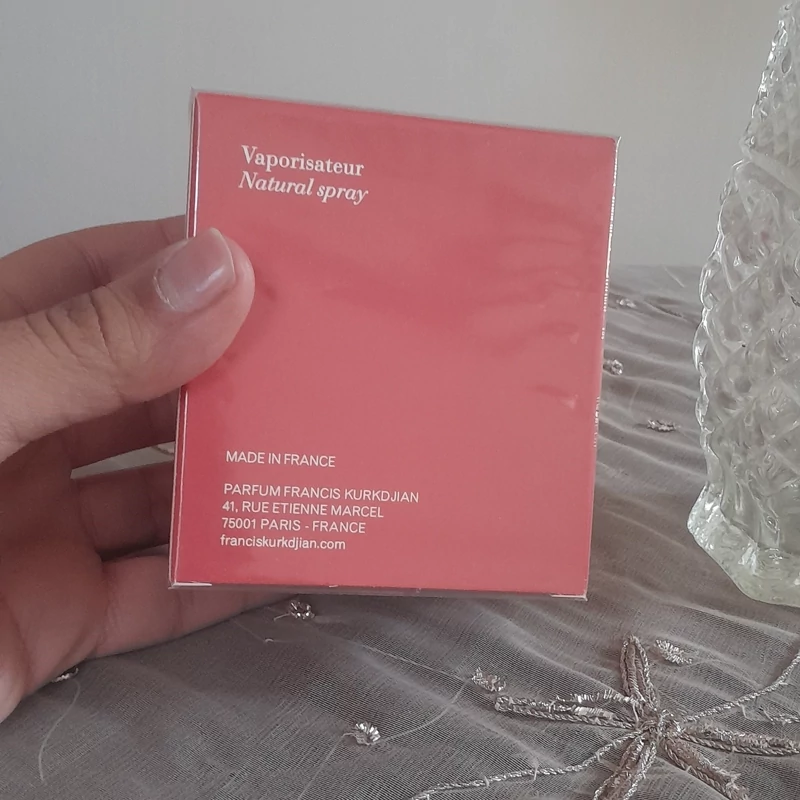 Vaporisateur
Natural spray
MADE IN FRANCE
PARFUM FRANCIS KURKDJIAN
41, RUE ETIENNE MARCEL
75001 PARIS - FRANCE
franciskurkdjian.com